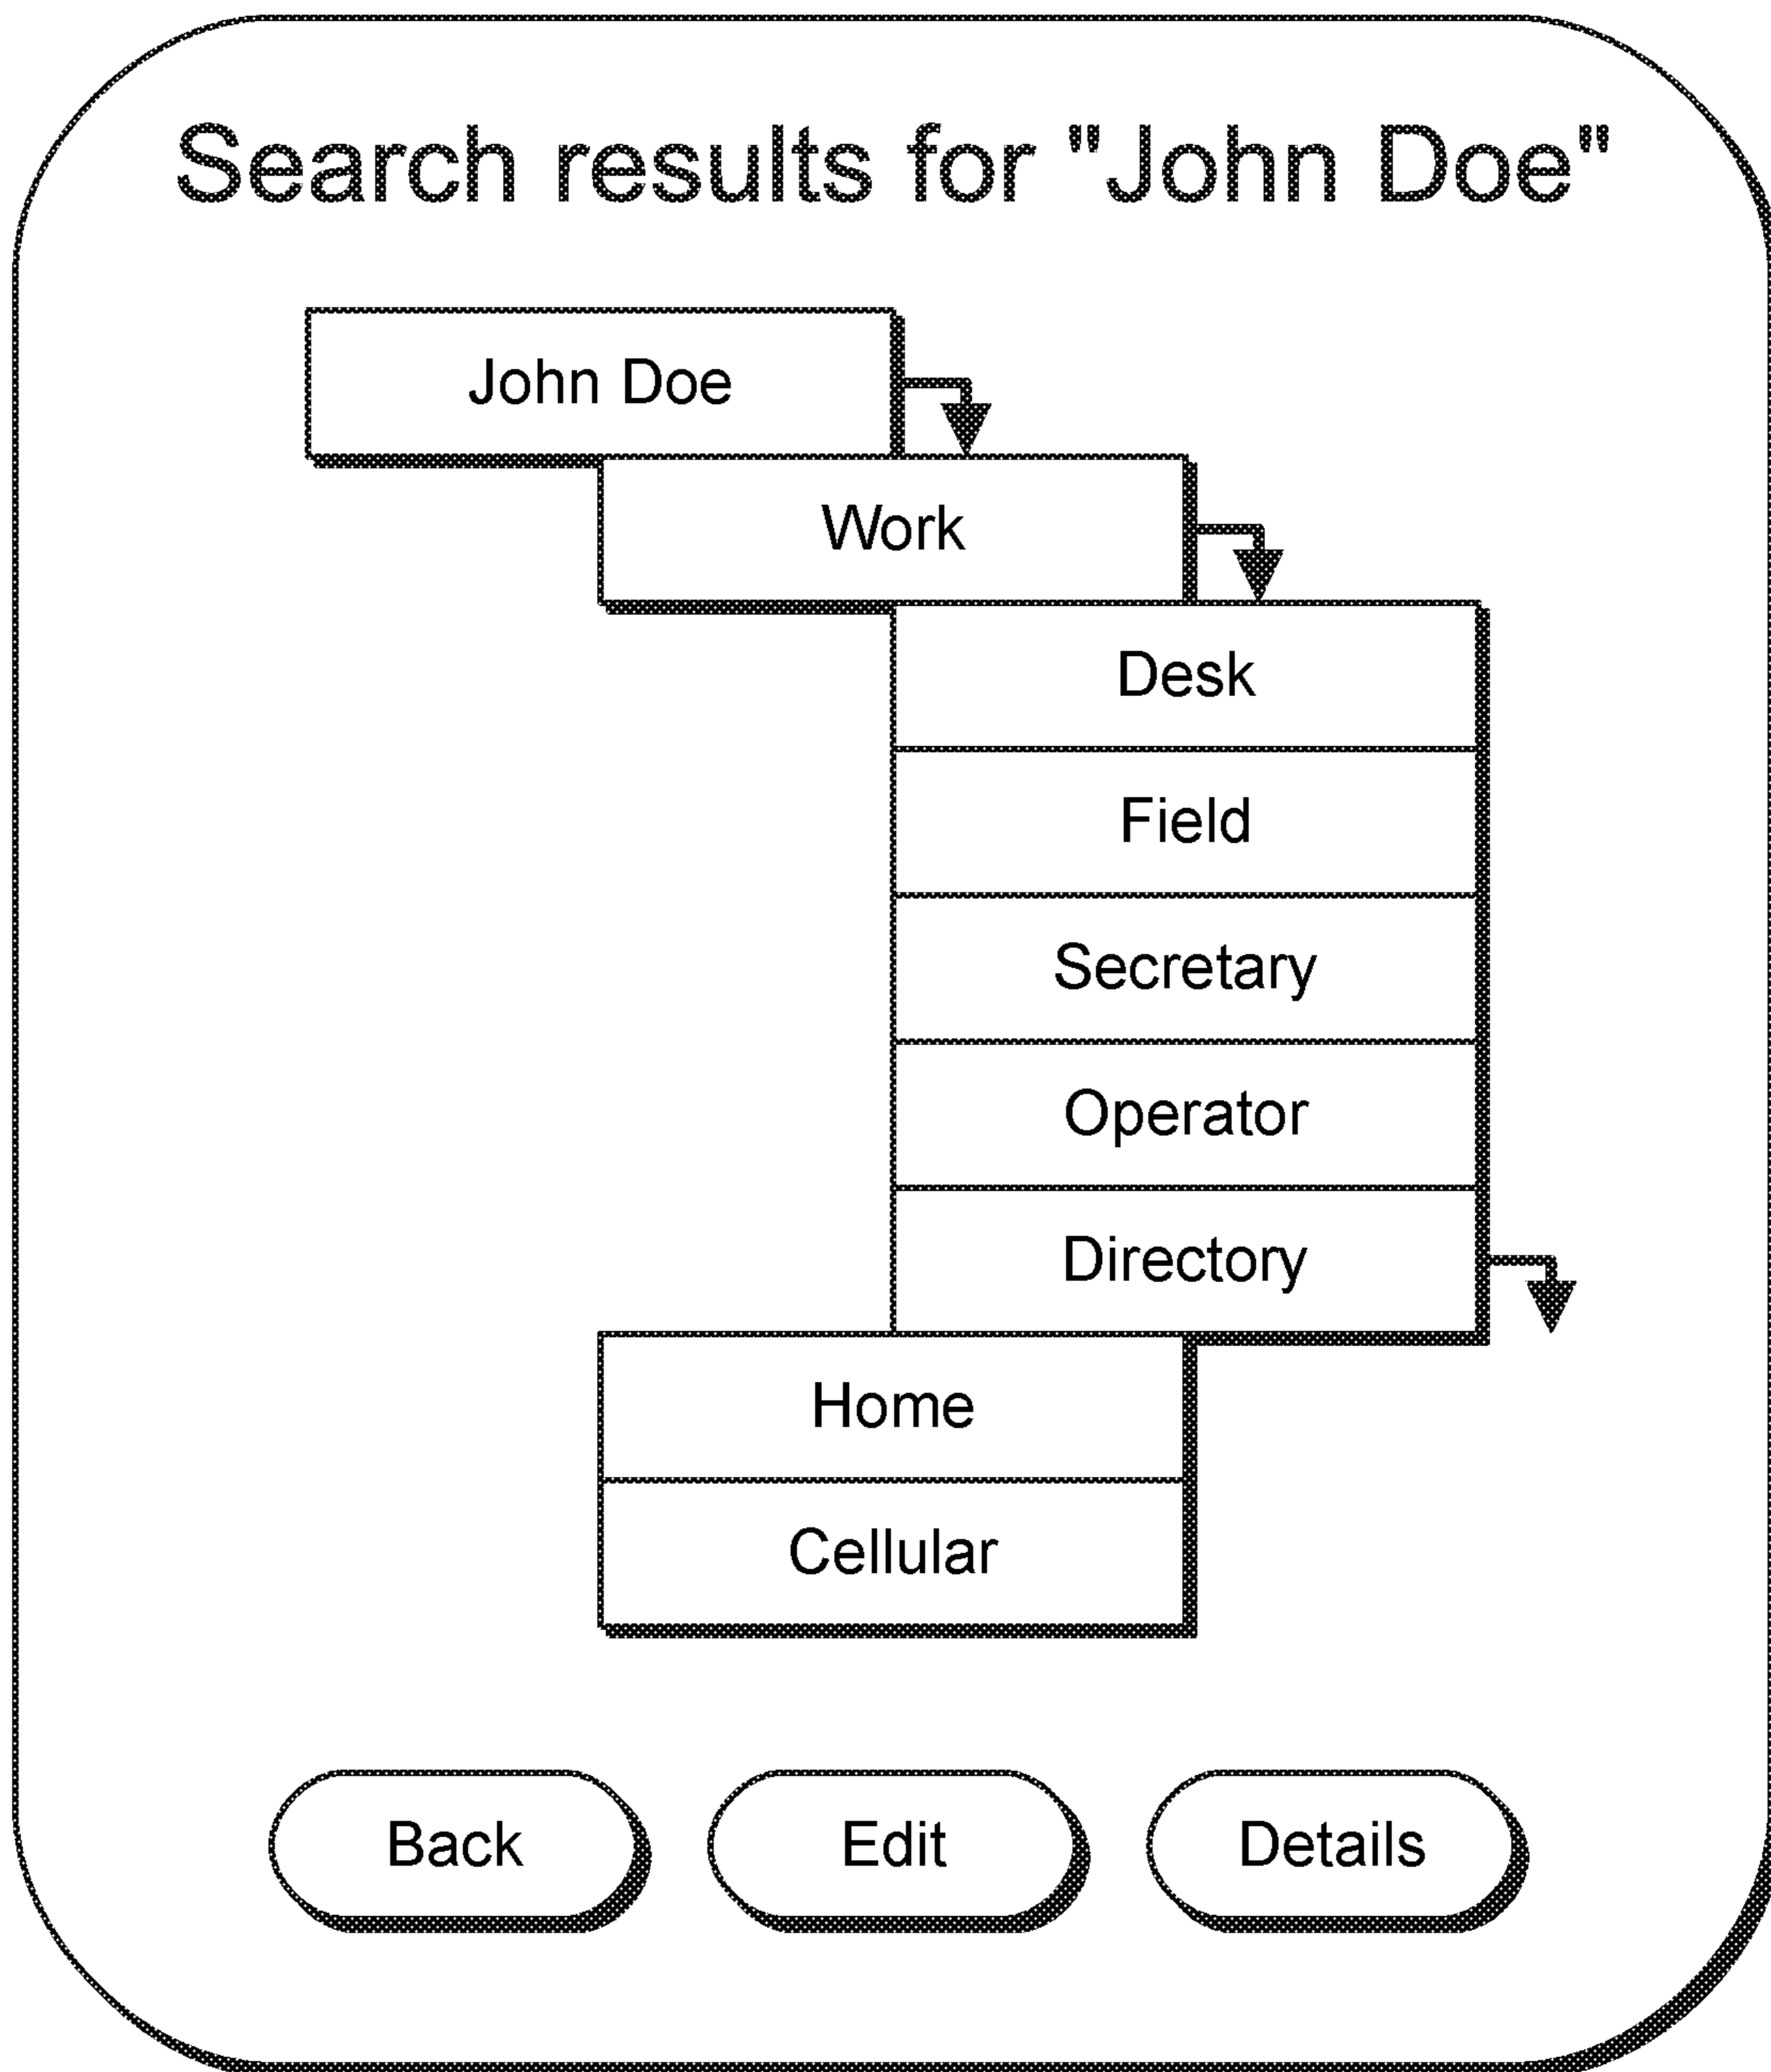 Search results for "John Doe"
John Doe
Work
Desk
Field
Secretary
Operator
Directory
Home
Cellular
Back Edit Details